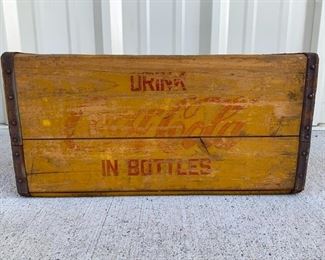 DRINK
Coca-Cola
IN BOTTLES